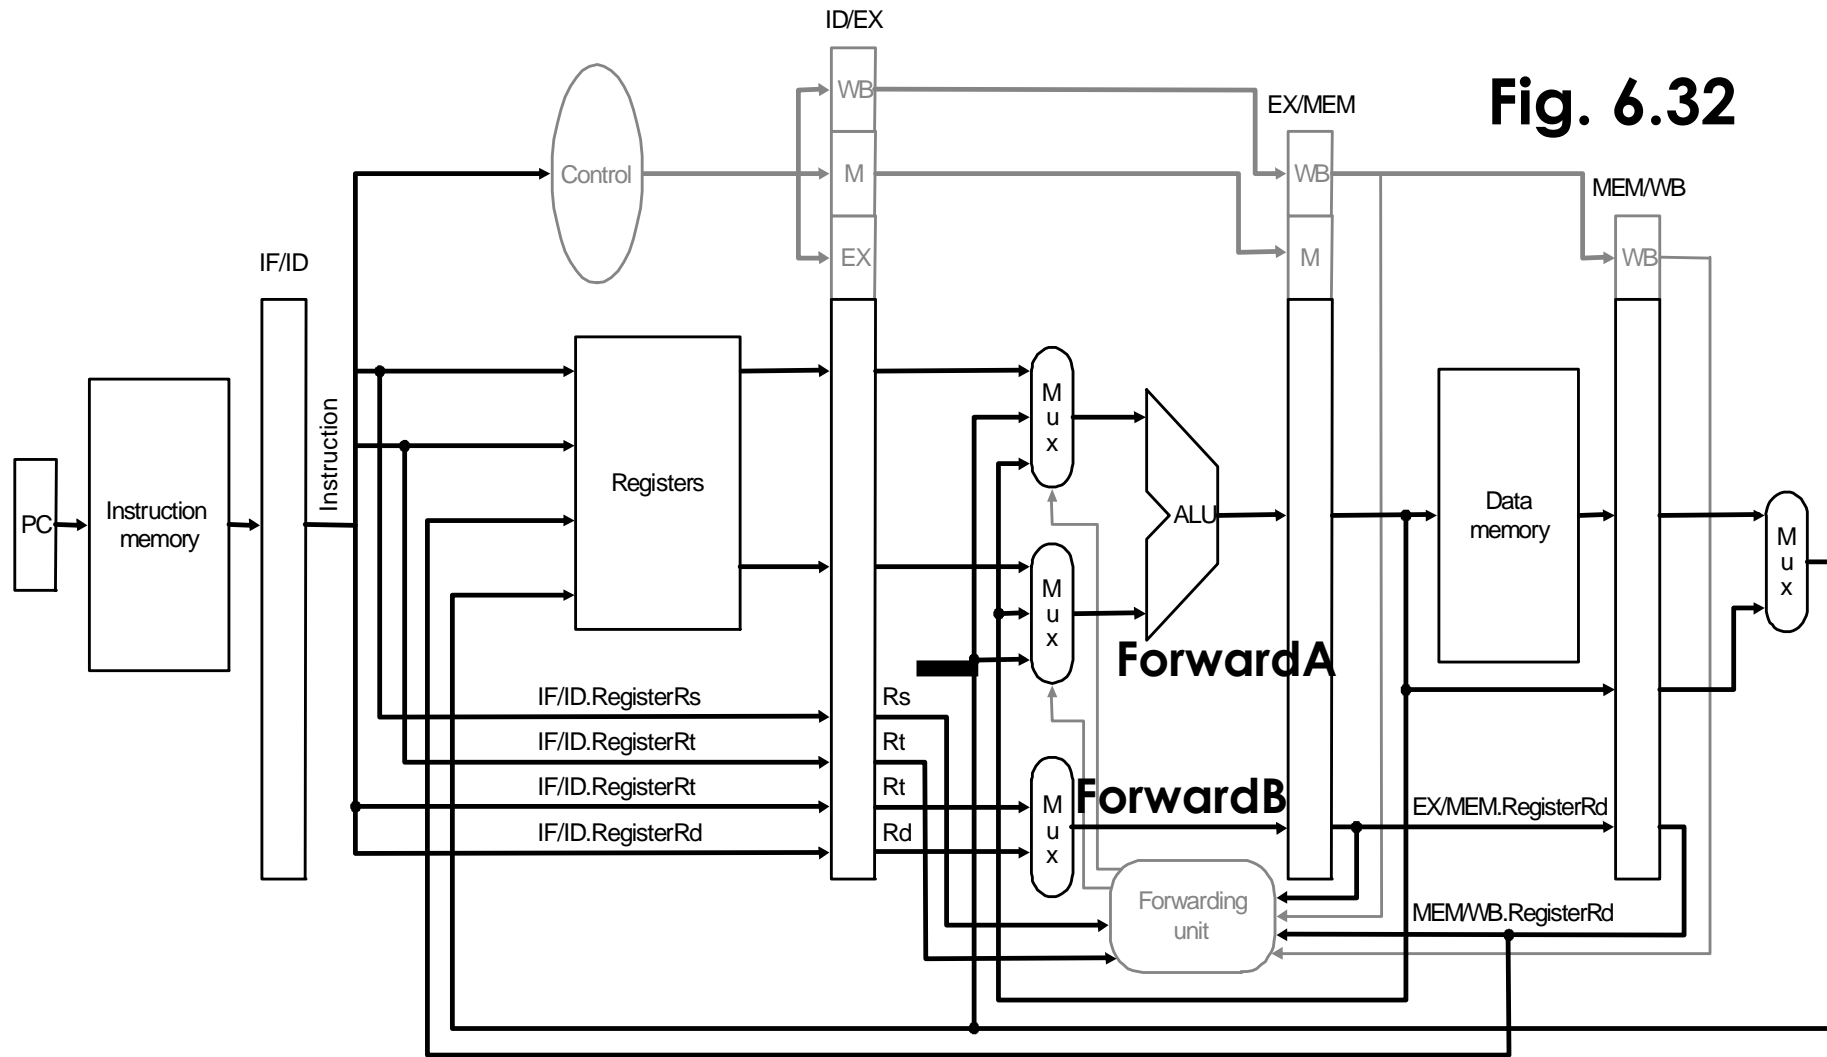 ID/EX
Fig. 6.32
WB
EX/MEM
Control
M
WB
MEM/WB
IF/ID
EX
M
WB
Instruction
PC
Instruction
memory
Registers
M
u
x
M
u
x
ALU
Data
memory
M
u
x
ForwardA
IF/ID.RegisterRs
Rs
IF/ID.RegisterRt
Rt
IF/ID.RegisterRt
Rt
IF/ID.RegisterRd
Rd
M
u
x
ForwardB
EX/MEM.RegisterRd
Forwarding
unit
MEM/WB.RegisterRd